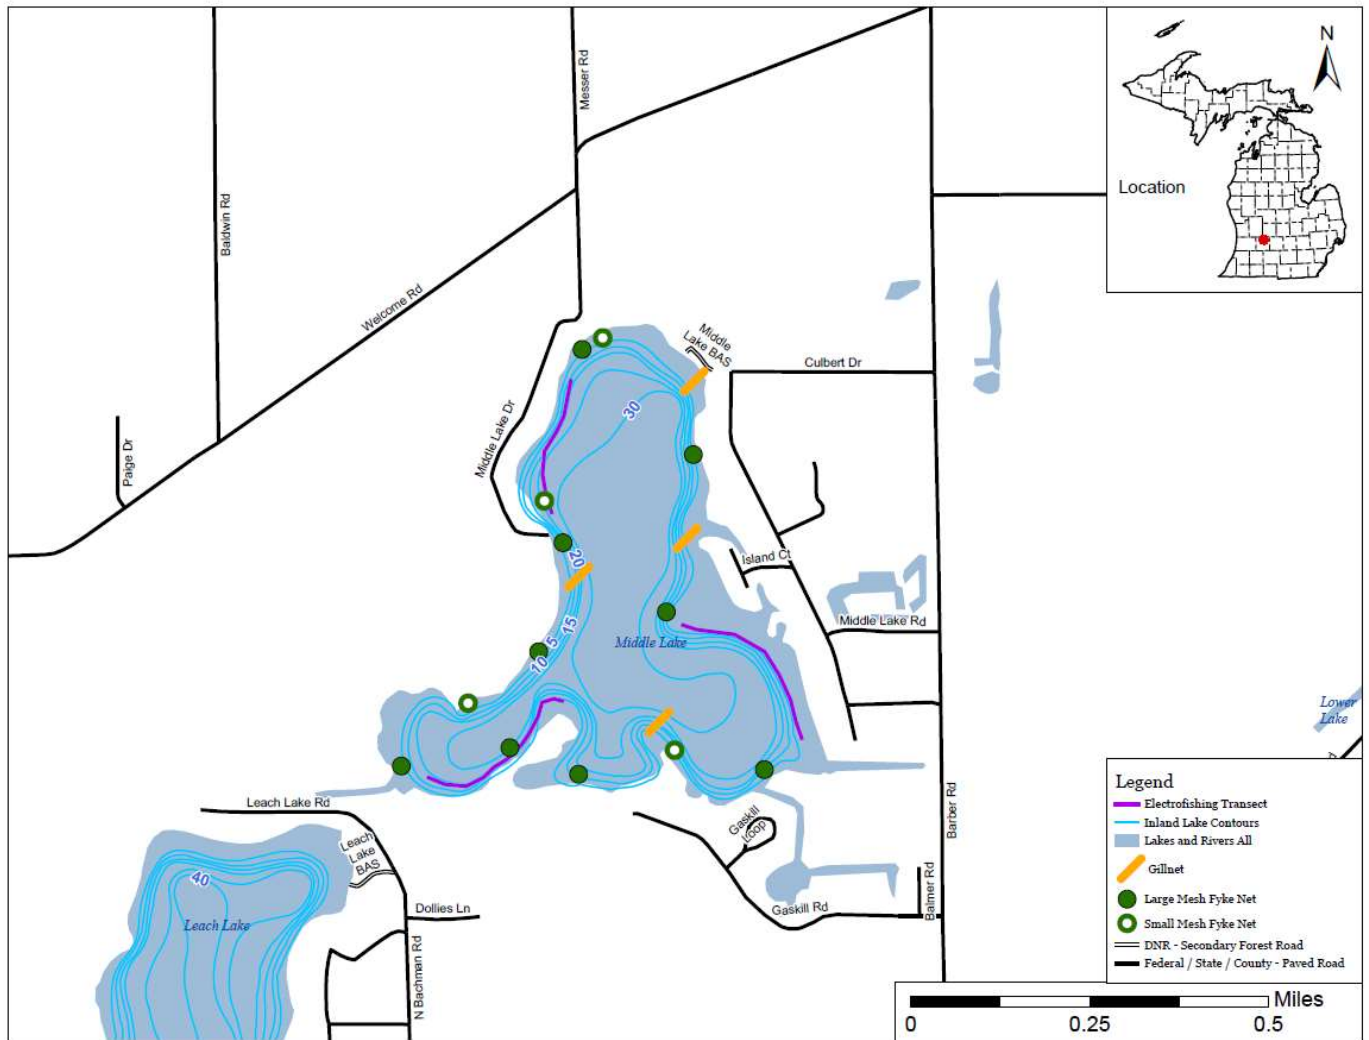 N
Location
Messer Rd
Baldwin Rd
Welcome Rd
Paige Dr
Middle
Lake BAS
Culbert Dr
Middle Lake Dr
30
20
Island Ct
15
5
10
Middle Lake
Middle Lake Rd
Lower
Lake
Leach Lake Rd
Leach
Lake
BAS
40
Leach Lake
Dollies Ln
N Bachman Rd
Gaskill
Loop
Gaskill Rd
Balmer Rd
Barber Rd
Legend
Electrofishing Transect
Inland Lake Contours
Lakes and Rivers All
Gillnet
Large Mesh Fyke Net
Small Mesh Fyke Net
DNR - Secondary Forest Road
Federal / State / County - Paved Road
Miles
0 0.25 0.5